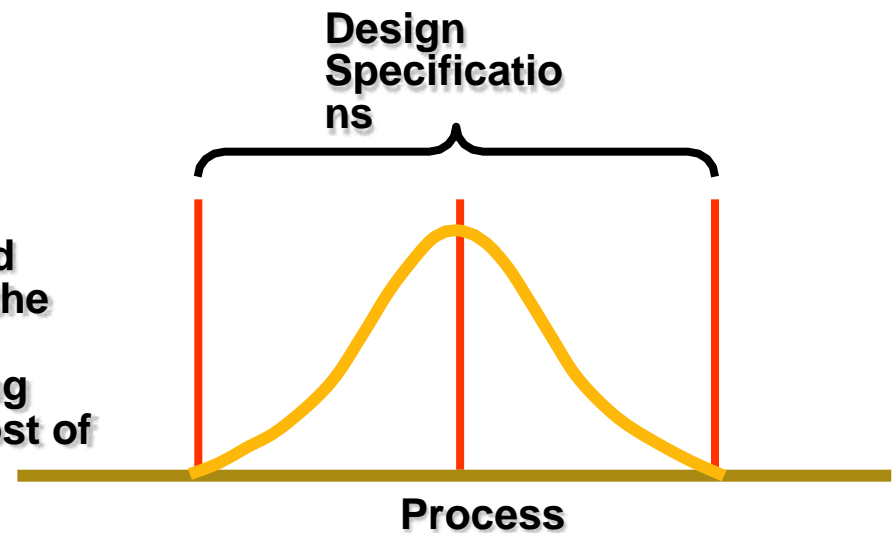 Design
Specificatio
ns
d
he
g
ost of
Process